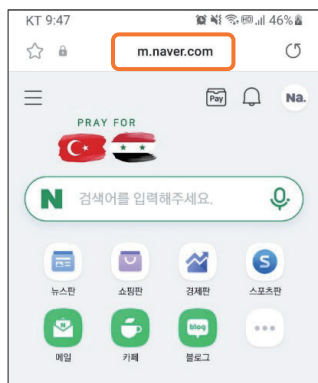 KT 9:47 46%
m.naver.com
Pay Na.
PRAY FOR
N 검색어를 입력해주세요.
뉴스판 쇼핑판 경제판 S 스포츠판
N blog
메일 카페 블로그